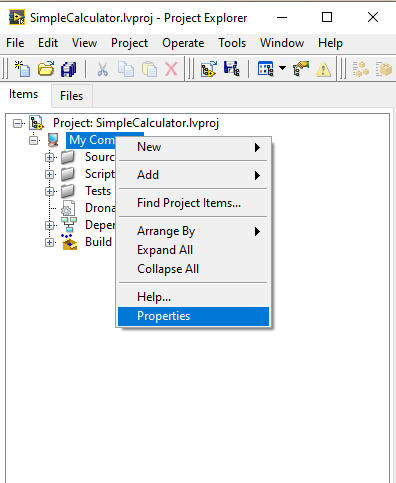 SimpleCalculator.lvproj - Project Explorer
File Edit View Project Operate Tools Window Help
Items Files
Project: SimpleCalculator.lvproj
My Com
Sourc
Script
Tests
Drona
Depe
Build
New
Add
Find Project Items...
Arrange By
Expand All
Collapse All
Help...
Properties